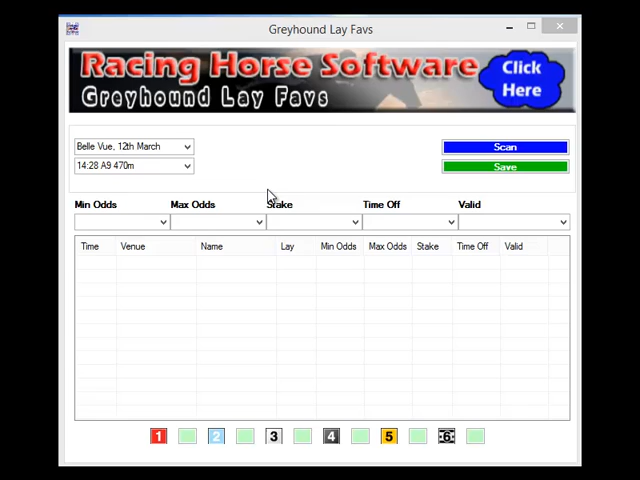 Greyhound Lay Favs
Racing Horse Software
Greyhound Lay Favs
Click
Here
Belle Vue, 12th March
14:28 A9 470m
Scan
Save
Min Odds Max Odds Stake Time Off Valid
Time Venue Name Lay Min Odds Max Odds Stake Time Off Valid
1 2 3 4 5 6